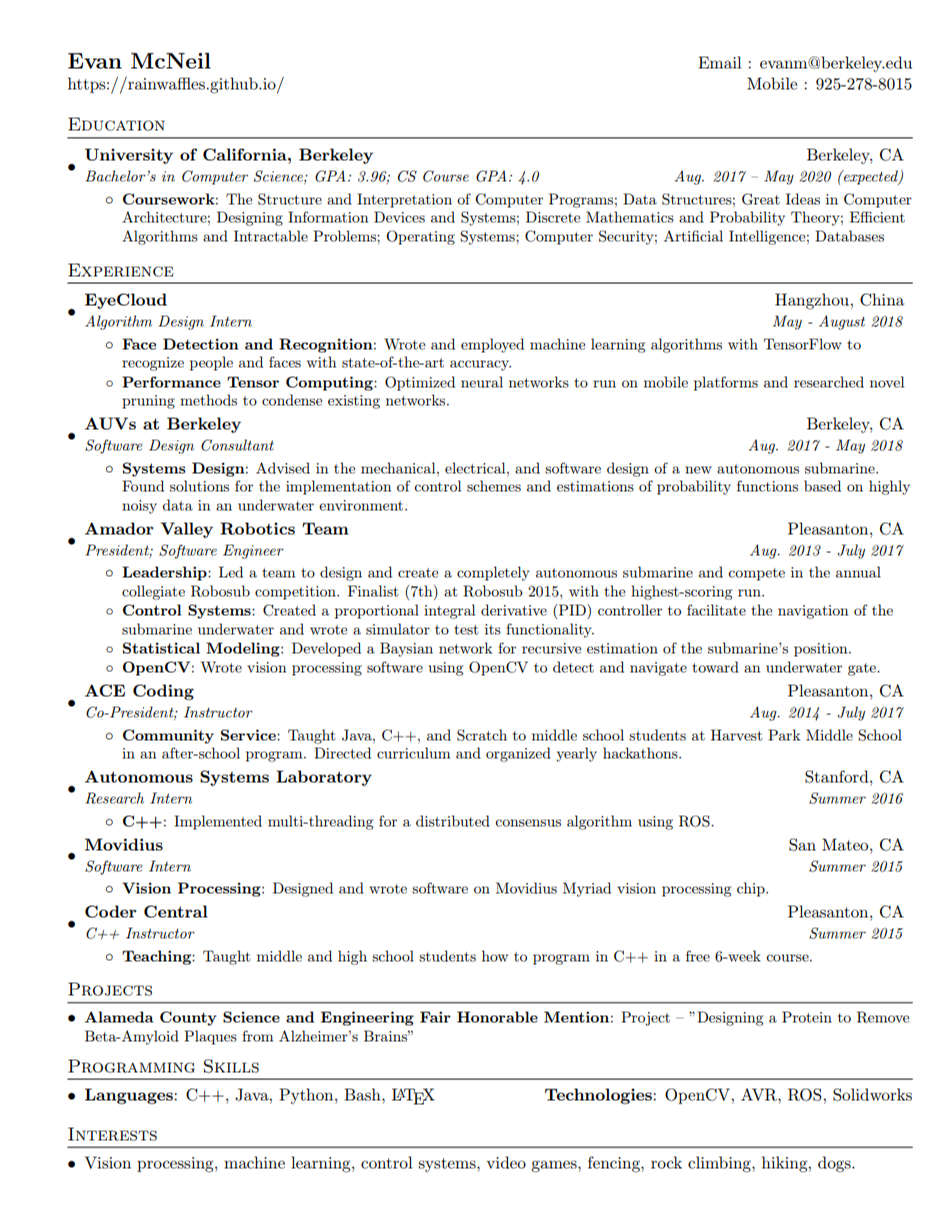 Evan McNeil Email : evanm@berkeley.edu
https://rainwaffles.github.io/ Mobile : 925-278-8015
Education
University of California, Berkeley Berkeley, CA
• Bachelor's in Computer Science; GPA: 3.96; CS Course GPA: 4.0 Aug. 2017 – May 2020 (expected)
◦ Coursework: The Structure and Interpretation of Computer Programs; Data Structures; Great Ideas in Computer
Architecture; Designing Information Devices and Systems; Discrete Mathematics and Probability Theory; Efficient
Algorithms and Intractable Problems; Operating Systems; Computer Security; Artificial Intelligence; Databases
Experience
• EyeCloud Hangzhou, China
Algorithm Design Intern May - August 2018
◦ Face Detection and Recognition: Wrote and employed machine learning algorithms with TensorFlow to
recognize people and faces with state-of-the-art accuracy.
◦ Performance Tensor Computing: Optimized neural networks to run on mobile platforms and researched novel
pruning methods to condense existing networks.
• AUVs at Berkeley Berkeley, CA
Software Design Consultant Aug. 2017 - May 2018
◦ Systems Design: Advised in the mechanical, electrical, and software design of a new autonomous submarine.
Found solutions for the implementation of control schemes and estimations of probability functions based on highly
noisy data in an underwater environment.
• Amador Valley Robotics Team Pleasanton, CA
President; Software Engineer Aug. 2013 - July 2017
◦ Leadership: Led a team to design and create a completely autonomous submarine and compete in the annual
collegiate Robosub competition. Finalist (7th) at Robosub 2015, with the highest-scoring run.
◦ Control Systems: Created a proportional integral derivative (PID) controller to facilitate the navigation of the
submarine underwater and wrote a simulator to test its functionality.
◦ Statistical Modeling: Developed a Baysian network for recursive estimation of the submarine's position.
◦ OpenCV: Wrote vision processing software using OpenCV to detect and navigate toward an underwater gate.
• ACE Coding Pleasanton, CA
Co-President; Instructor Aug. 2014 - July 2017
◦ Community Service: Taught Java, C++, and Scratch to middle school students at Harvest Park Middle School
in an after-school program. Directed curriculum and organized yearly hackathons.
• Autonomous Systems Laboratory Stanford, CA
Research Intern Summer 2016
◦ C++: Implemented multi-threading for a distributed consensus algorithm using ROS.
• Movidius San Mateo, CA
Software Intern Summer 2015
◦ Vision Processing: Designed and wrote software on Movidius Myriad vision processing chip.
• Coder Central Pleasanton, CA
C++ Instructor Summer 2015
◦ Teaching: Taught middle and high school students how to program in C++ in a free 6-week course.
Projects
• Alameda County Science and Engineering Fair Honorable Mention: Project – "Designing a Protein to Remove
Beta-Amyloid Plaques from Alzheimer's Brains"
Programming Skills
• Languages: C++, Java, Python, Bash, LATEX Technologies: OpenCV, AVR, ROS, Solidworks
Interests
• Vision processing, machine learning, control systems, video games, fencing, rock climbing, hiking, dogs.